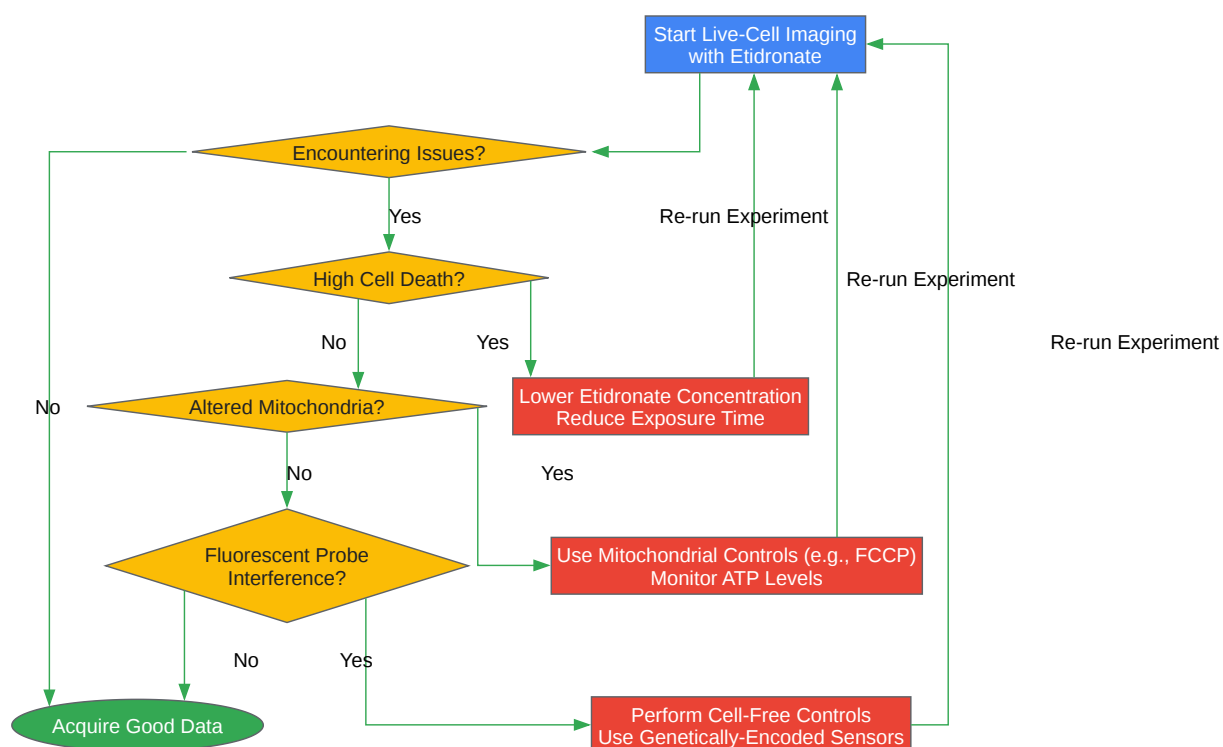 Start Live-Cell Imaging
with Etidronate
Encountering Issues?
Yes
Re-run Experiment
High Cell Death?
Re-run Experiment
No
Yes
Re-run Experiment
Lower Etidronate Concentration
Reduce Exposure Time
No
Altered Mitochondria?
No
Yes
Fluorescent Probe
Interference?
Use Mitochondrial Controls (e.g., FCCP)
Monitor ATP Levels
No
Yes
Acquire Good Data
Perform Cell-Free Controls
Use Genetically-Encoded Sensors